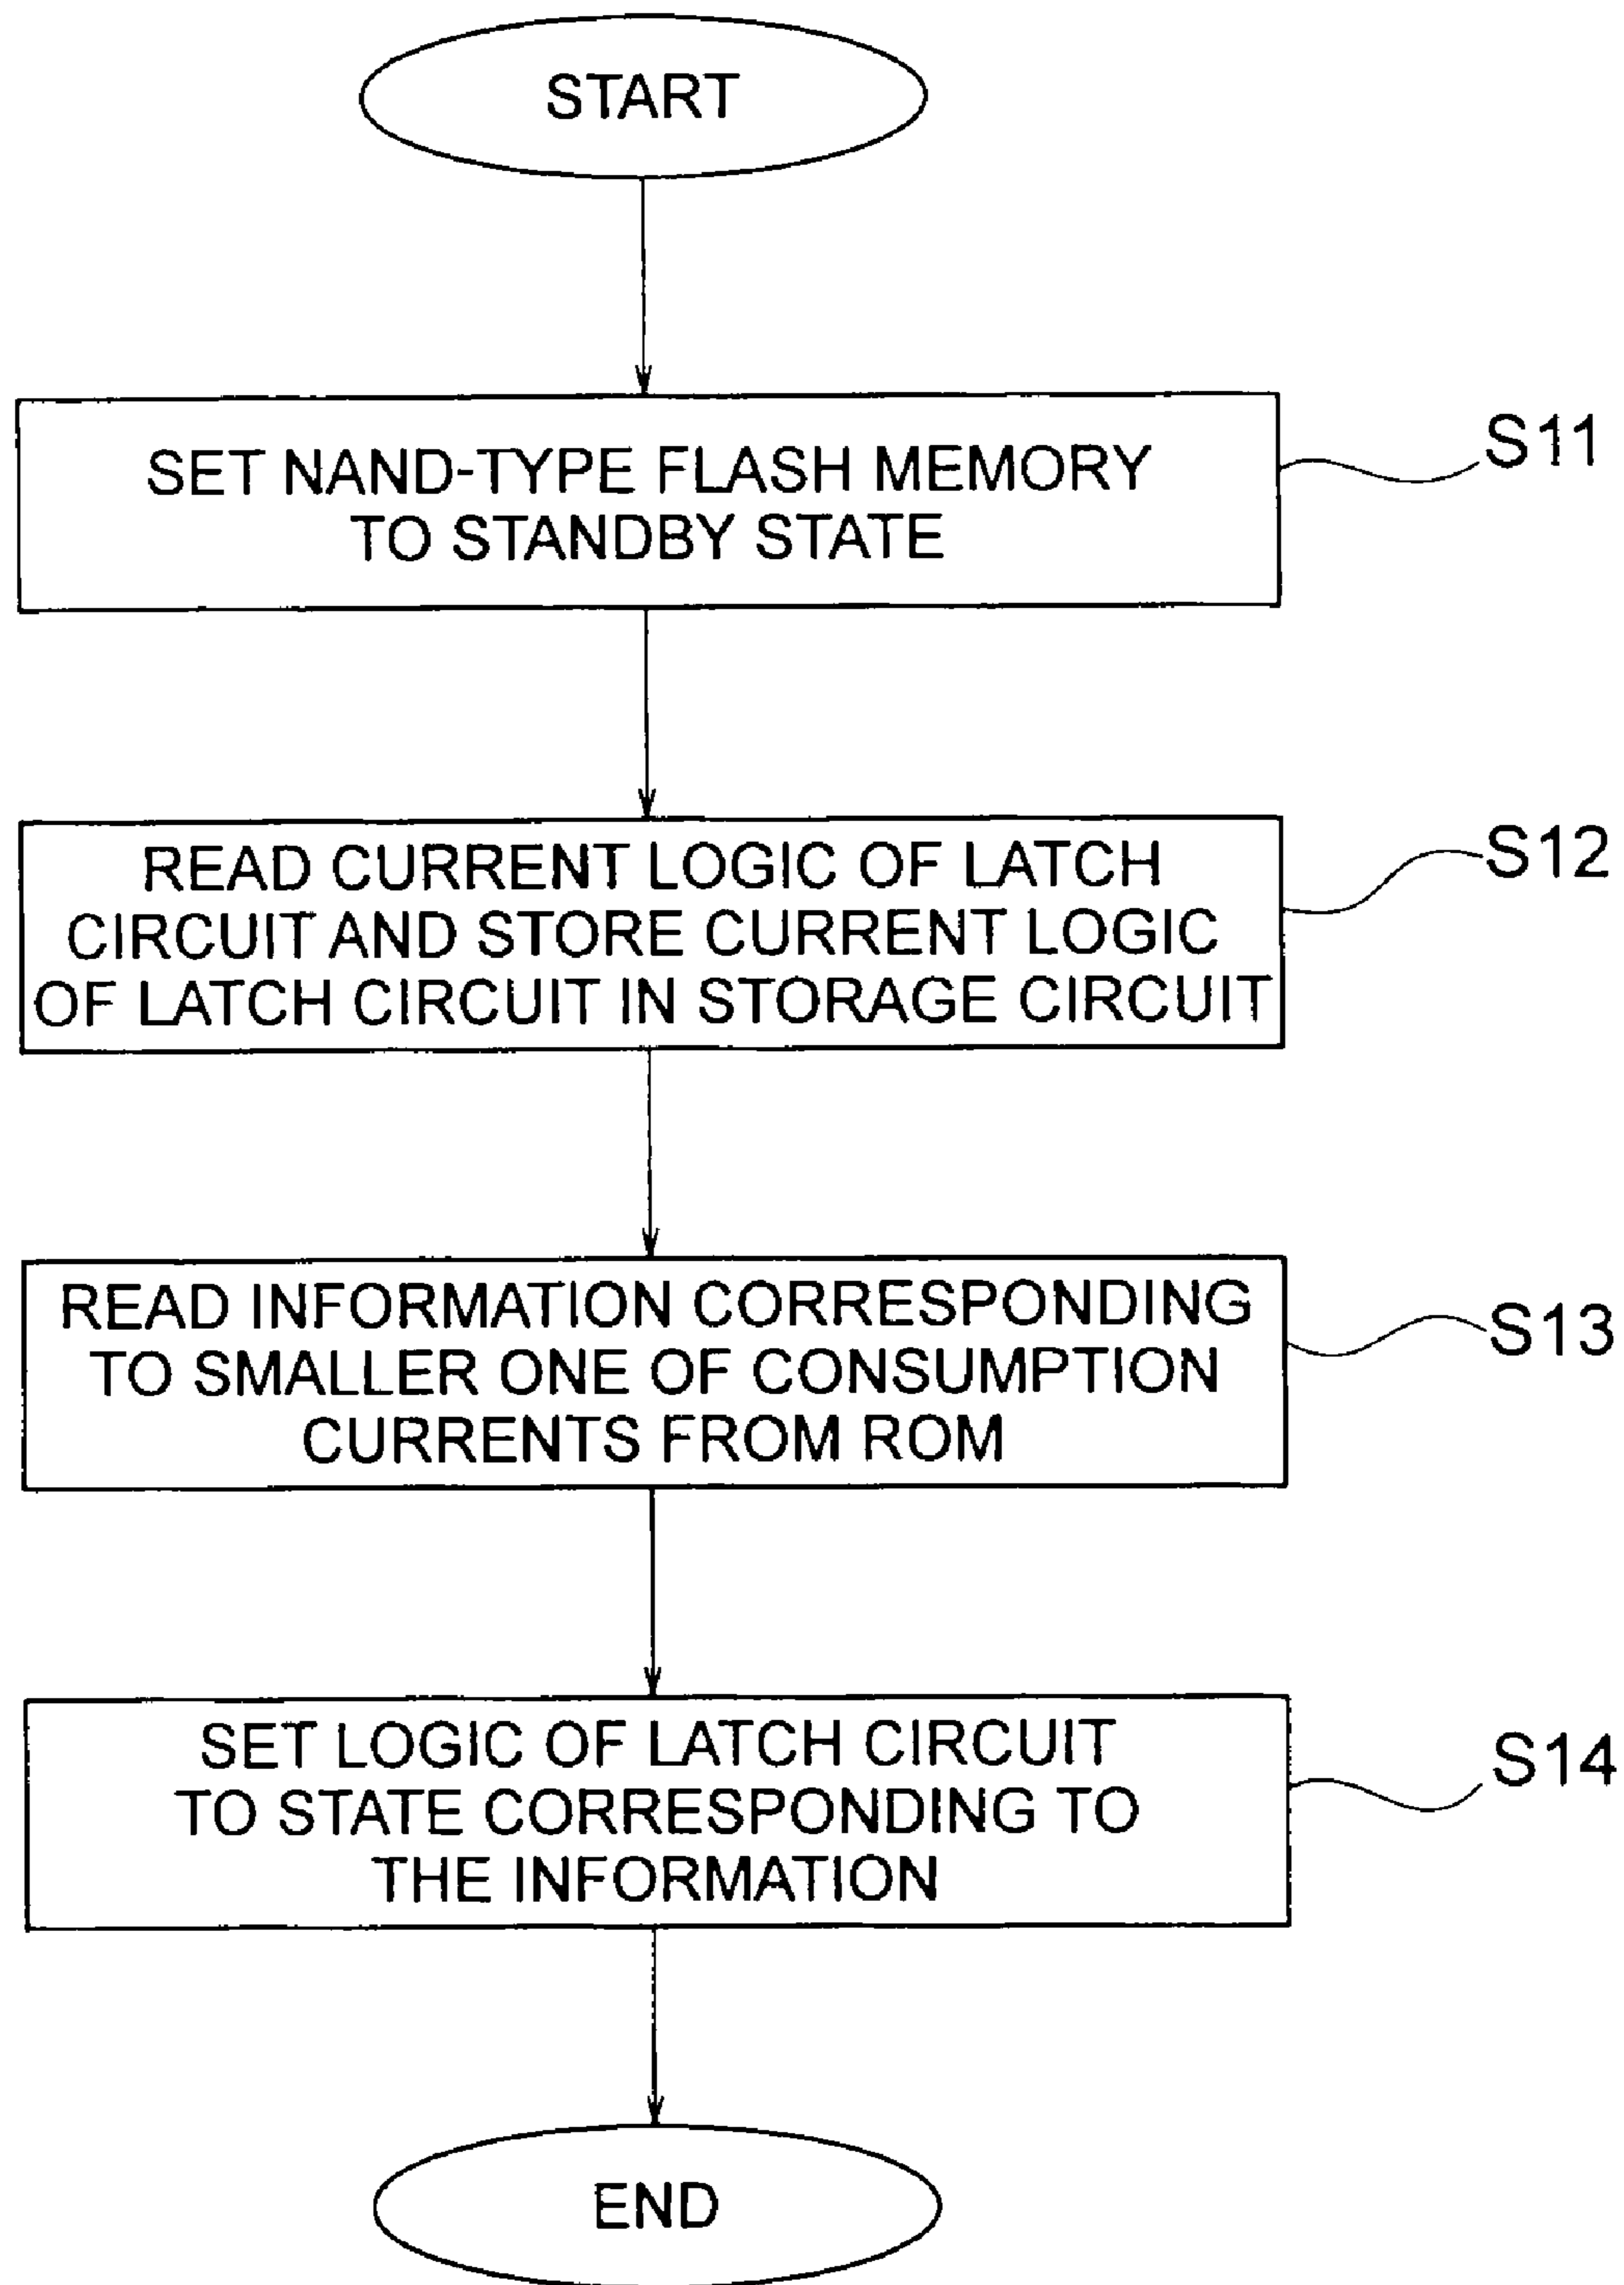 START
SET NAND-TYPE FLASH MEMORY
TO STANDBY STATE
S11
READ CURRENT LOGIC OF LATCH
CIRCUIT AND STORE CURRENT LOGIC
OF LATCH CIRCUIT IN STORAGE CIRCUIT
S12
READ INFORMATION CORRESPONDING
TO SMALLER ONE OF CONSUMPTION
CURRENTS FROM ROM
S13
SET LOGIC OF LATCH CIRCUIT
TO STATE CORRESPONDING TO
THE INFORMATION
S14
END